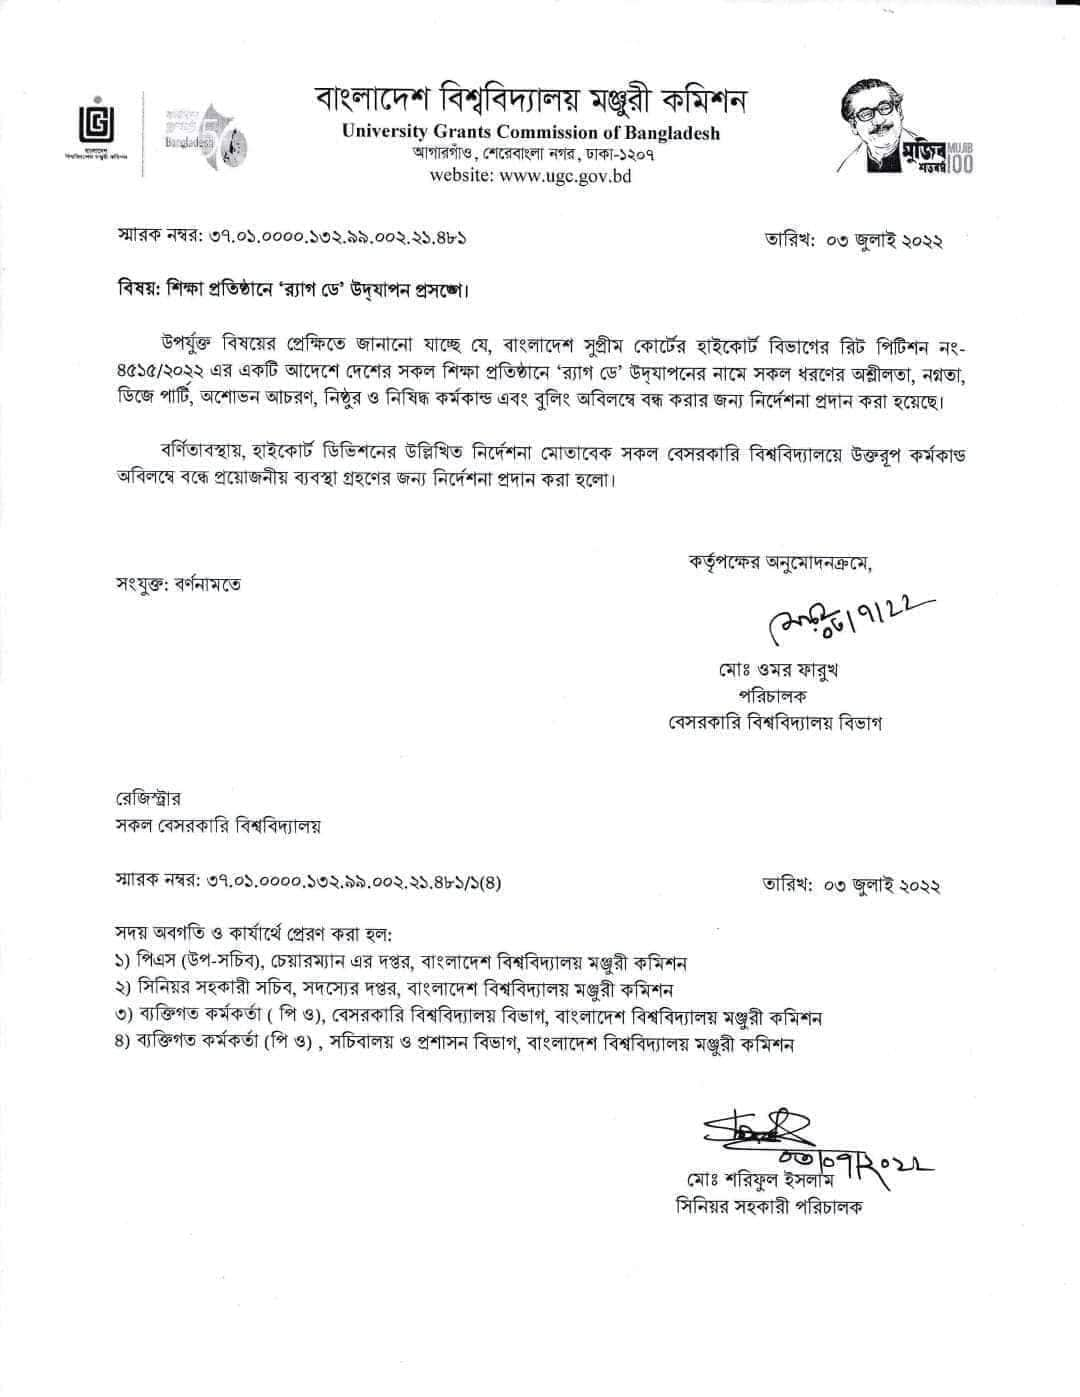 বাংলাদেশ বিশ্ববিদ্যালয় মঞ্জুরী কমিশন
University Grants Commission of Bangladesh
আগারগাঁও, শেরেবাংলা নগর, ঢাকা-১২০৭
website: www.ugc.gov.bd
বাংলাদেশ
বিশ্ববিদ্যালয় মঞ্জুরী কমিশন
Bangladesh
মুজিব MUJIB
শতবর্ষ 100
স্মারক নম্বর: ৩৭.০১.০০০০.১৩২.৯৯.০০২.২১.৪৮১ তারিখ: ০৩ জুলাই ২০২২
বিষয়: শিক্ষা প্রতিষ্ঠানে ‘র‍্যাগ ডে’ উদ্‌যাপন প্রসঙ্গে।
উপর্যুক্ত বিষয়ের প্রেক্ষিতে জানানো যাচ্ছে যে, বাংলাদেশ সুপ্রীম কোর্টের হাইকোর্ট বিভাগের রিট পিটিশন নং-
৪৫১৫/২০২২ এর একটি আদেশে দেশের সকল শিক্ষা প্রতিষ্ঠানে ‘র‍্যাগ ডে’ উদ্‌যাপনের নামে সকল ধরণের অশ্লীলতা, নগ্নতা,
ডিজে পার্টি, অশোভন আচরণ, নিষ্ঠুর ও নিষিদ্ধ কর্মকান্ড এবং বুলিং অবিলম্বে বন্ধ করার জন্য নির্দেশনা প্রদান করা হয়েছে।
বর্ণিতাবস্থায়, হাইকোর্ট ডিভিশনের উল্লিখিত নির্দেশনা মোতাবেক সকল বেসরকারি বিশ্ববিদ্যালয়ে উক্তরূপ কর্মকান্ড
অবিলম্বে বন্ধে প্রয়োজনীয় ব্যবস্থা গ্রহণের জন্য নির্দেশনা প্রদান করা হলো।
কর্তৃপক্ষের অনুমোদনক্রমে,
সংযুক্ত: বর্ণনামতে
০৩/৭/22
মোঃ ওমর ফারুখ
পরিচালক
বেসরকারি বিশ্ববিদ্যালয় বিভাগ
রেজিস্ট্রার
সকল বেসরকারি বিশ্ববিদ্যালয়
স্মারক নম্বর: ৩৭.০১.০০০০.১৩২.৯৯.০০২.২১.৪৮১/১(৪) তারিখ: ০৩ জুলাই ২০২২
সদয় অবগতি ও কার্যার্থে প্রেরণ করা হল:
১) পিএস (উপ-সচিব), চেয়ারম্যান এর দপ্তর, বাংলাদেশ বিশ্ববিদ্যালয় মঞ্জুরী কমিশন
২) সিনিয়র সহকারী সচিব, সদস্যের দপ্তর, বাংলাদেশ বিশ্ববিদ্যালয় মঞ্জুরী কমিশন
৩) ব্যক্তিগত কর্মকর্তা ( পি ও), বেসরকারি বিশ্ববিদ্যালয় বিভাগ, বাংলাদেশ বিশ্ববিদ্যালয় মঞ্জুরী কমিশন
৪) ব্যক্তিগত কর্মকর্তা (পি ও) , সচিবালয় ও প্রশাসন বিভাগ, বাংলাদেশ বিশ্ববিদ্যালয় মঞ্জুরী কমিশন
০৩/০৭/২০২২
মোঃ শরিফুল ইসলাম
সিনিয়র সহকারী পরিচালক